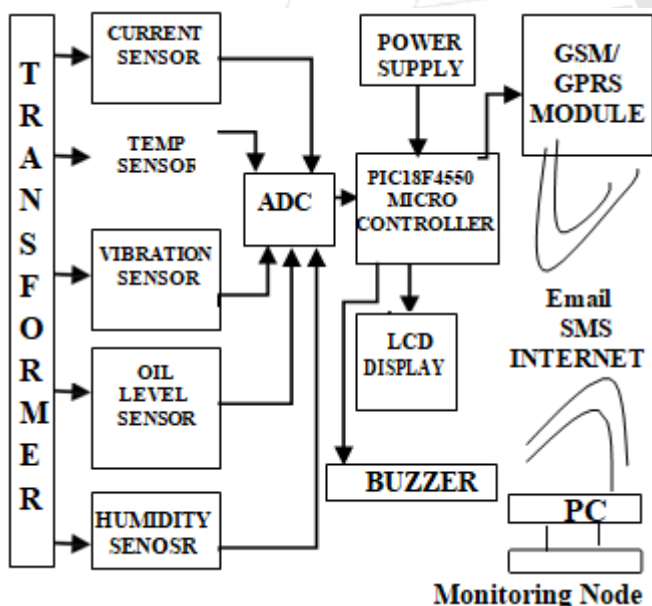 TRANSFORMER
CURRENT
SENSOR
TEMP
SENSOR
VIBRATION
SENSOR
OIL
LEVEL
SENSOR
HUMIDITY
SENOSR
ADC
POWER
SUPPLY
PIC18F4550
MICRO
CONTROLLER
LCD
DISPLAY
BUZZER
GSM/
GPRS
MODULE
Email
SMS
INTERNET
PC
Monitoring Node